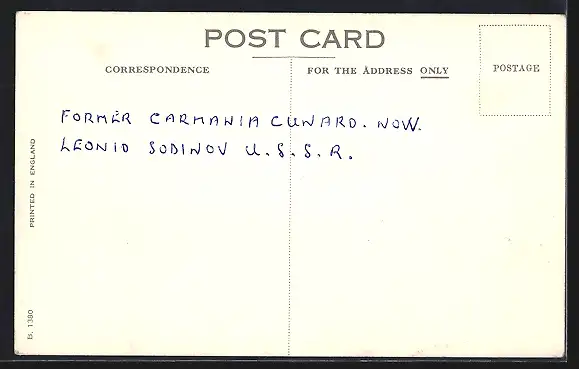 POST CARD
CORRESPONDENCE
FOR THE ADDRESS ONLY
POSTAGE
FORMER CARMANIA CUNARD. NOW.
LEONID SOBINOV U.S.S.R.
PRINTED IN ENGLAND
B. 1380